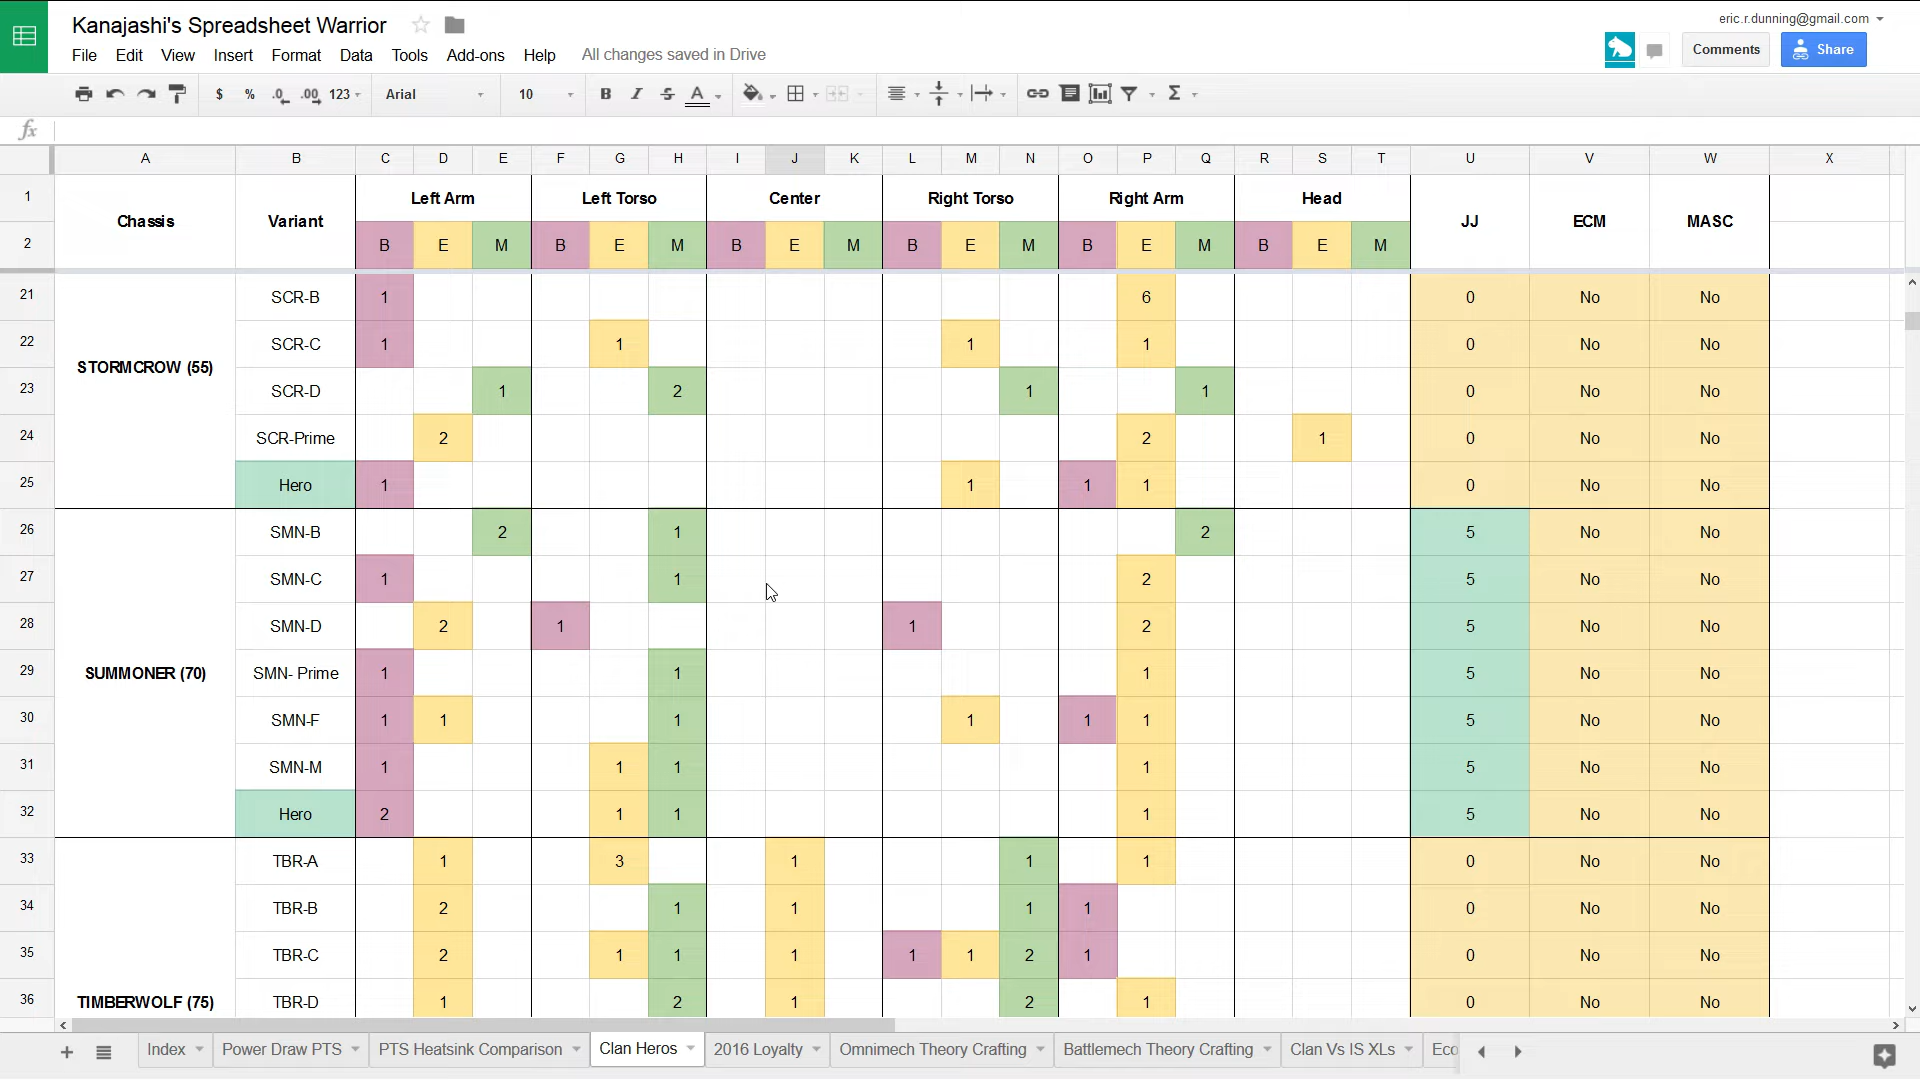 Kanajashi's Spreadsheet Warrior
eric.r.dunning@gmail.com
File Edit View Insert Format Data Tools Add-ons Help All changes saved in Drive
Comments Share
$ % .0 .00 123 Arial 10 B I S A Σ
fx
A B C D E F G H I J K L M N O P Q R S T U V W X
1 Chassis Variant Left Arm Left Torso Center Right Torso Right Arm Head JJ ECM MASC
2 B E M B E M B E M B E M B E M B E M
21 SCR-B 1 6 0 No No
22 SCR-C 1 1 1 1 0 No No
STORMCROW (55)
23 SCR-D 1 2 1 1 0 No No
24 SCR-Prime 2 2 1 0 No No
25 Hero 1 1 1 1 0 No No
26 SMN-B 2 1 2 5 No No
27 SMN-C 1 1 2 5 No No
28 SMN-D 2 1 1 2 5 No No
29 SUMMONER (70) SMN- Prime 1 1 1 5 No No
30 SMN-F 1 1 1 1 1 1 5 No No
31 SMN-M 1 1 1 1 5 No No
32 Hero 2 1 1 1 5 No No
33 TBR-A 1 3 1 1 1 0 No No
34 TBR-B 2 1 1 1 1 0 No No
35 TBR-C 2 1 1 1 1 1 2 1 0 No No
36 TIMBERWOLF (75) TBR-D 1 2 1 2 1 0 No No
Index Power Draw PTS PTS Heatsink Comparison Clan Heros 2016 Loyalty Omnimech Theory Crafting Battlemech Theory Crafting Clan Vs IS XLs Eco